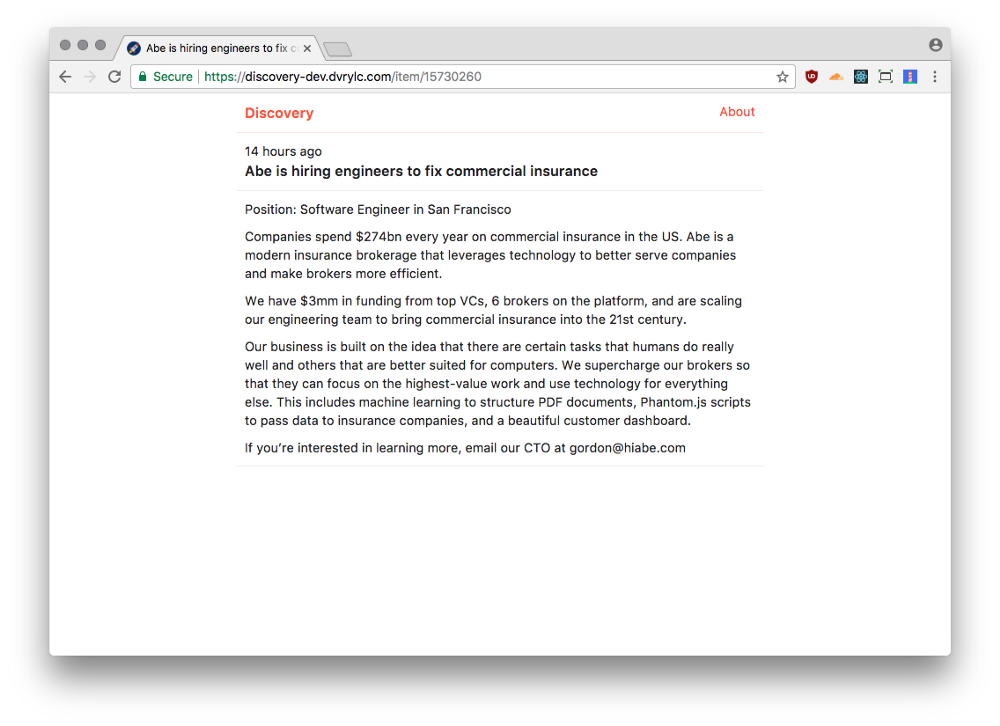 Abe is hiring engineers to fix c
Secure https://discovery-dev.dvrylc.com/item/15730260
Discovery
About
14 hours ago
Abe is hiring engineers to fix commercial insurance
Position: Software Engineer in San Francisco
Companies spend $274bn every year on commercial insurance in the US. Abe is a
modern insurance brokerage that leverages technology to better serve companies
and make brokers more efficient.
We have $3mm in funding from top VCs, 6 brokers on the platform, and are scaling
our engineering team to bring commercial insurance into the 21st century.
Our business is built on the idea that there are certain tasks that humans do really
well and others that are better suited for computers. We supercharge our brokers so
that they can focus on the highest-value work and use technology for everything
else. This includes machine learning to structure PDF documents, Phantom.js scripts
to pass data to insurance companies, and a beautiful customer dashboard.
If you’re interested in learning more, email our CTO at gordon@hiabe.com